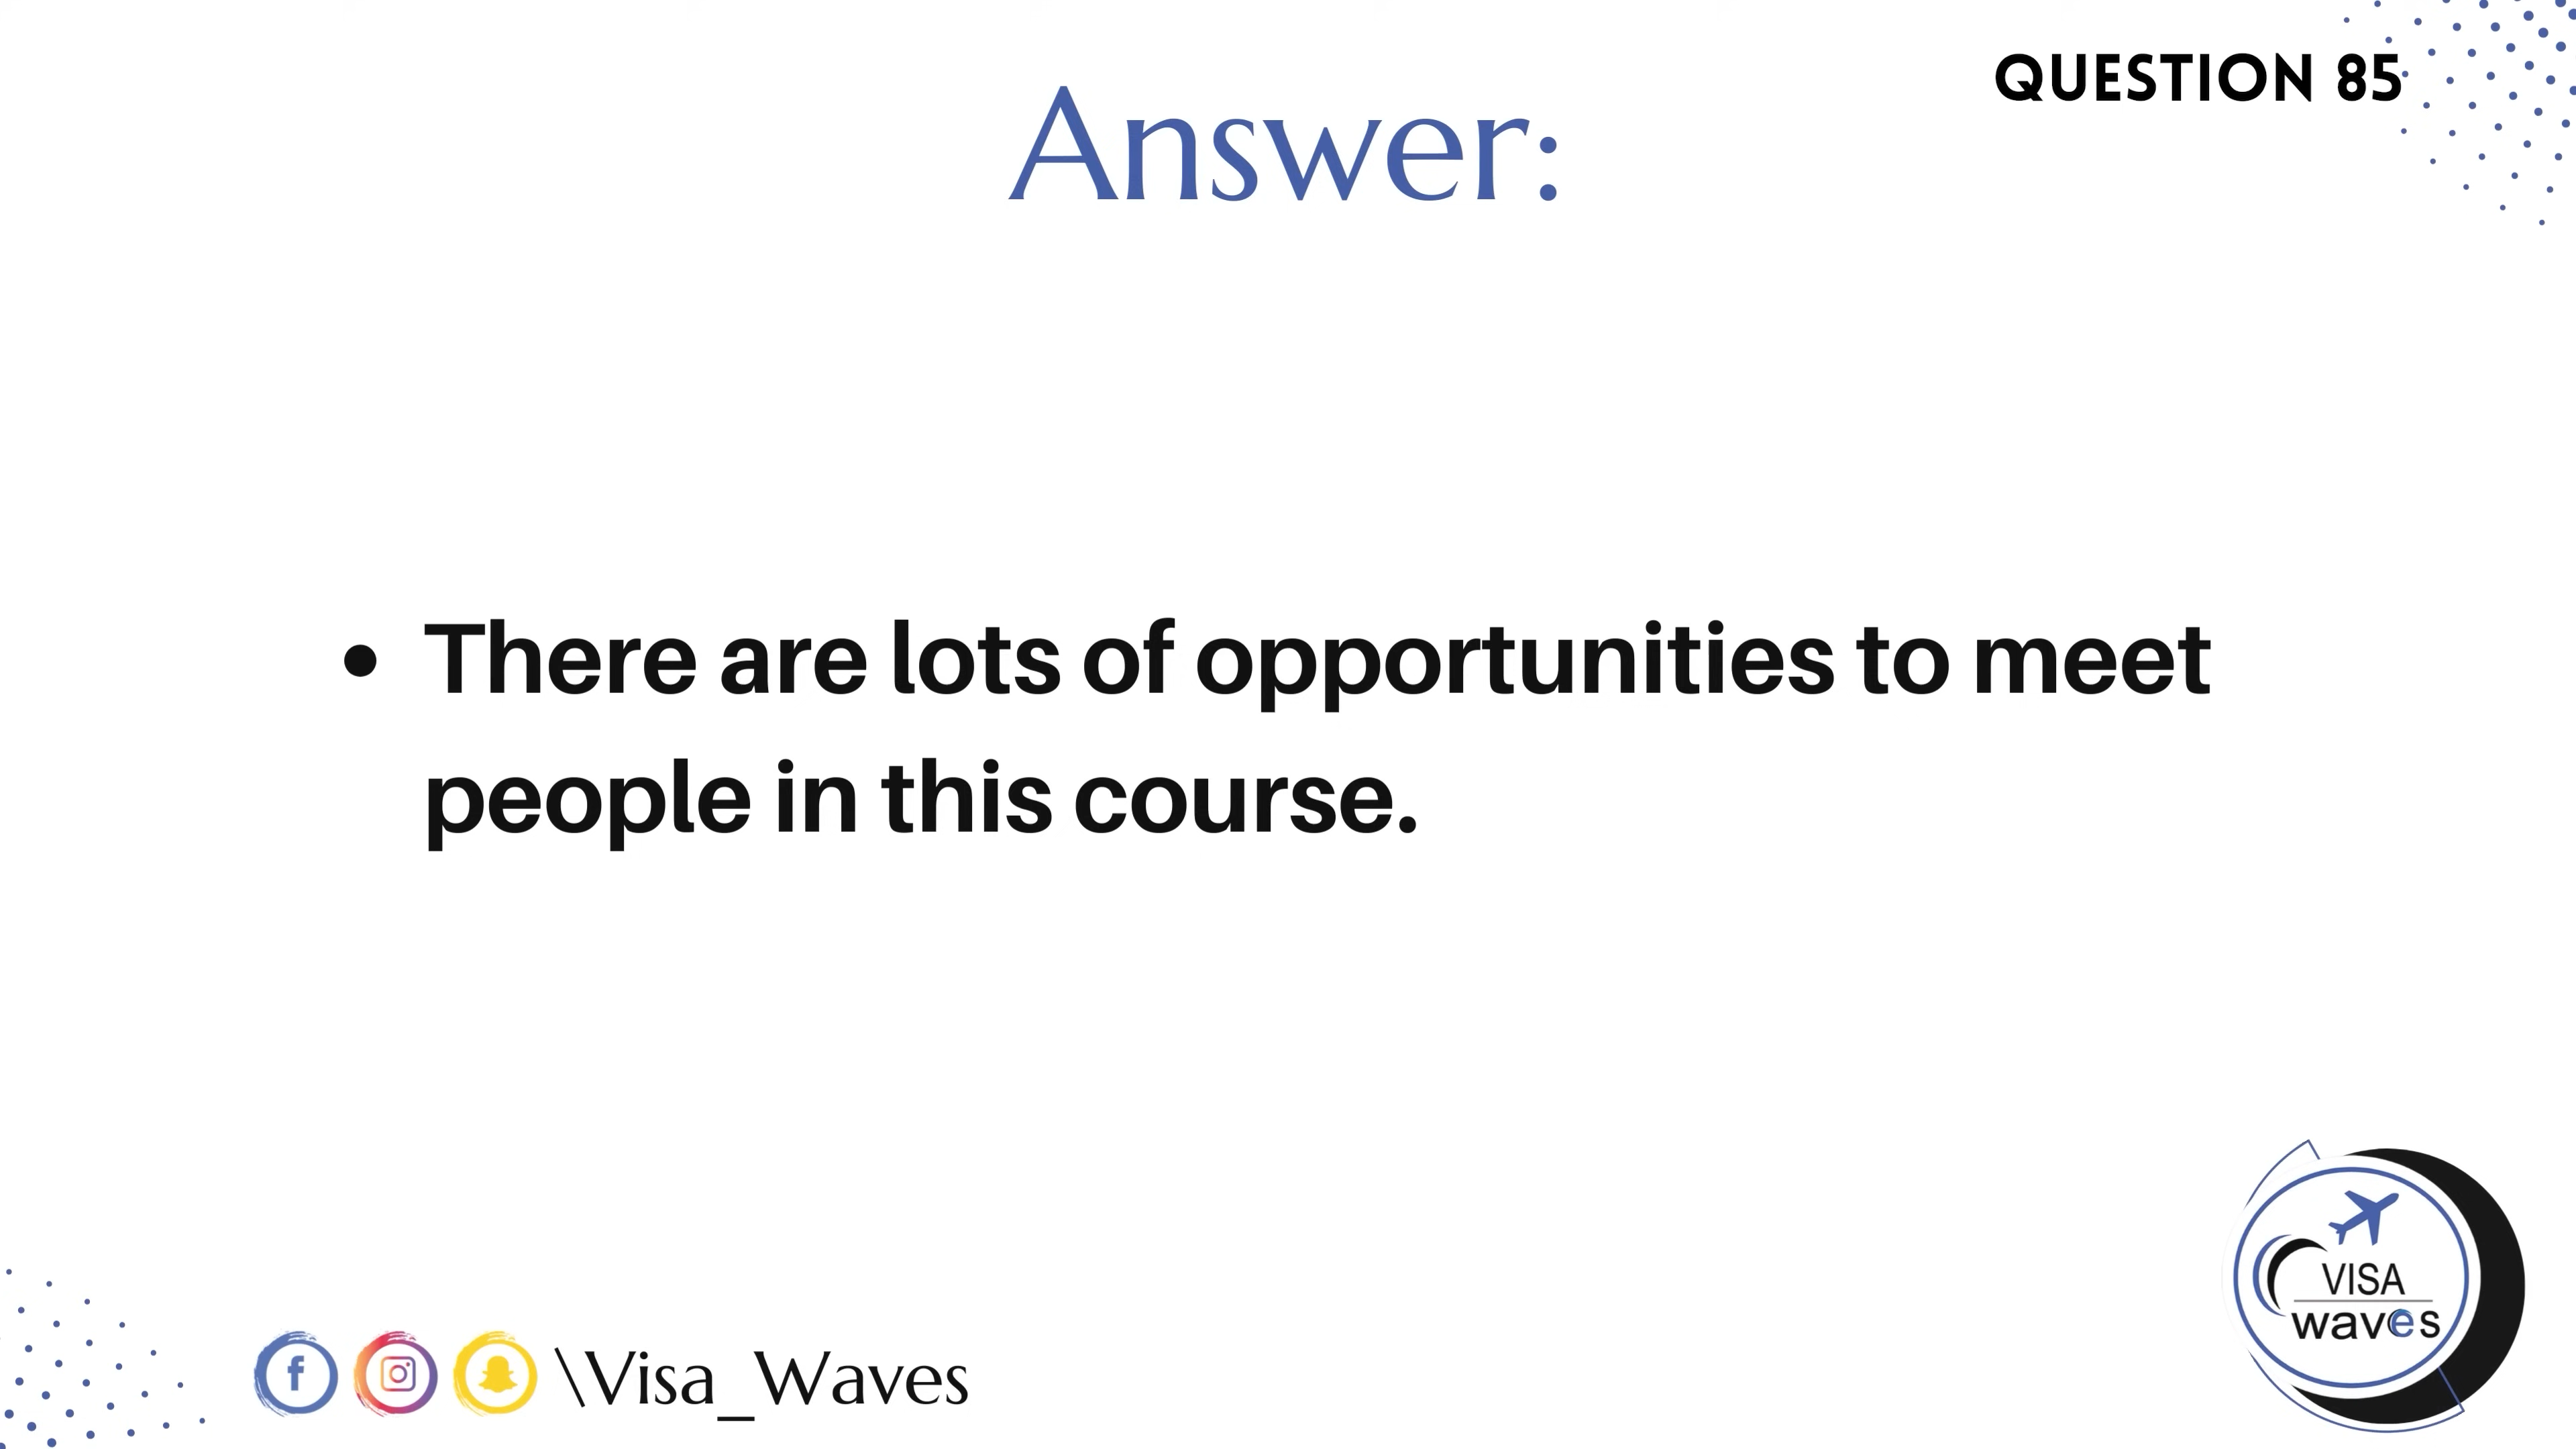 QUESTION 85
Answer:
• There are lots of opportunities to meet
people in this course.
\Visa_Waves
VISA
waves